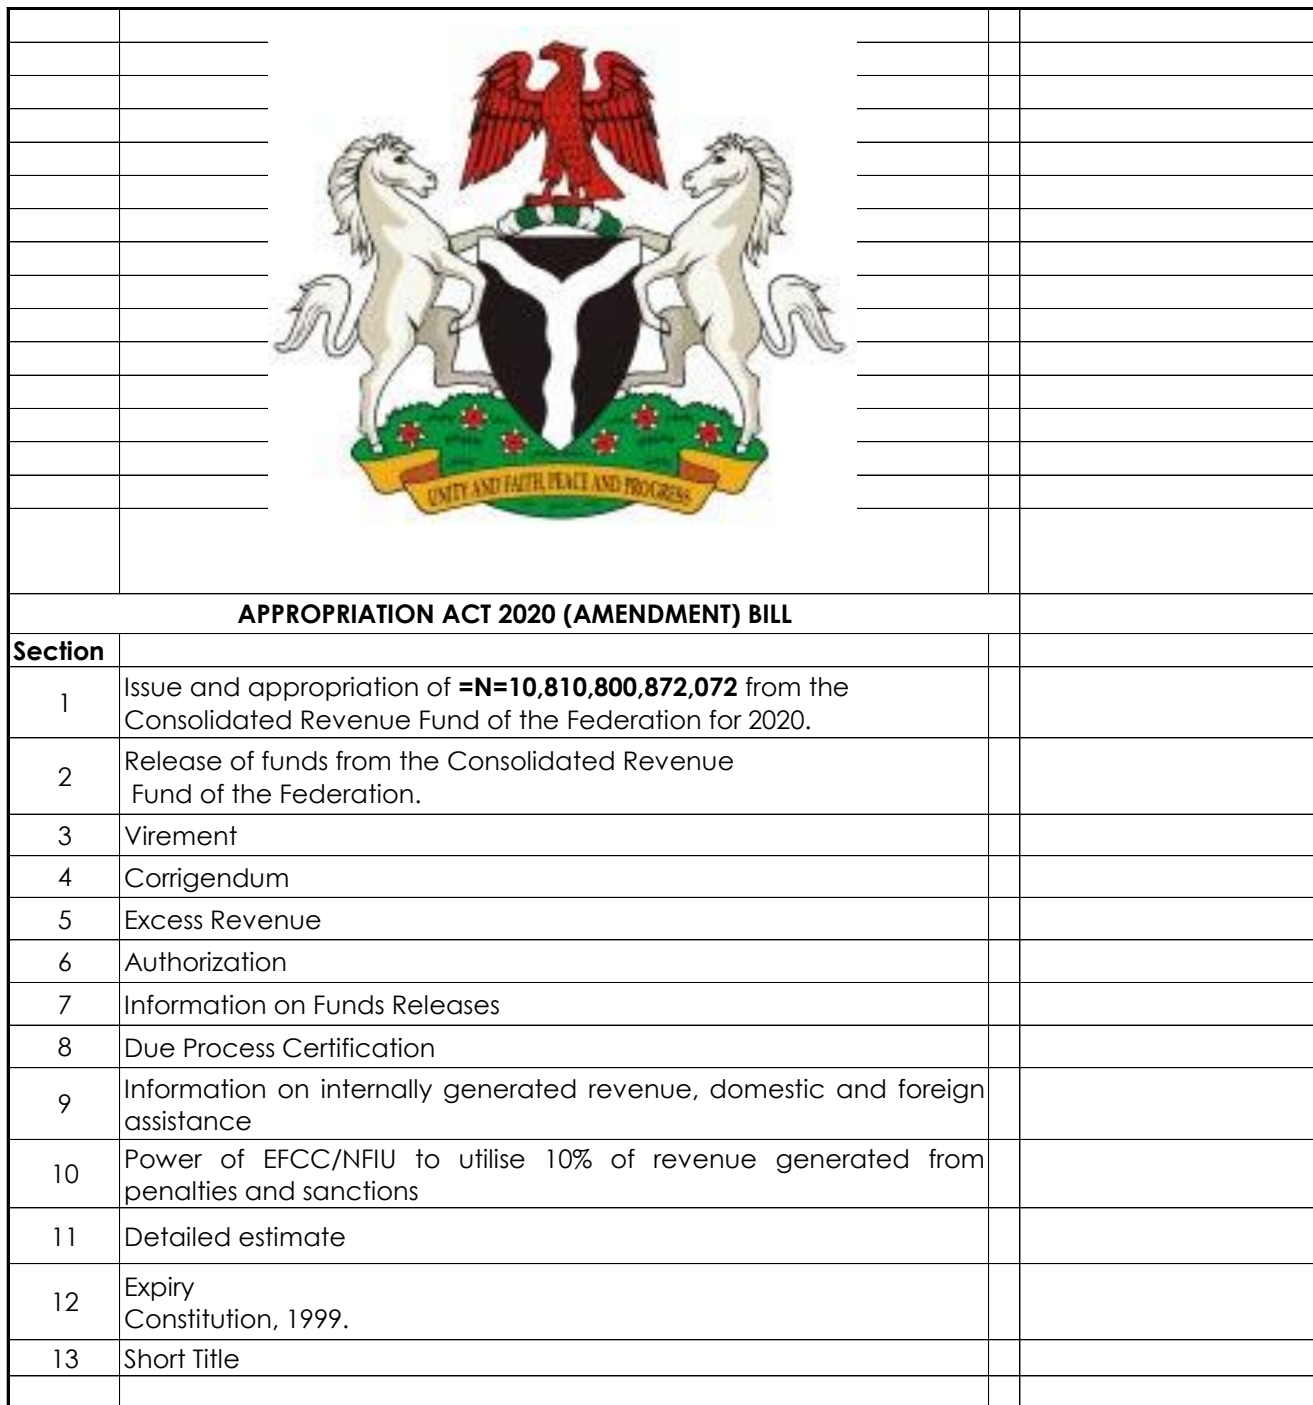 UNITY AND FAITH, PEACE AND PROGRESS
APPROPRIATION ACT 2020 (AMENDMENT) BILL
Section
1 Issue and appropriation of =N=10,810,800,872,072 from the
Consolidated Revenue Fund of the Federation for 2020.
2 Release of funds from the Consolidated Revenue
Fund of the Federation.
3 Virement
4 Corrigendum
5 Excess Revenue
6 Authorization
7 Information on Funds Releases
8 Due Process Certification
9 Information on internally generated revenue, domestic and foreign
assistance
10 Power of EFCC/NFIU to utilise 10% of revenue generated from
penalties and sanctions
11 Detailed estimate
12 Expiry
Constitution, 1999.
13 Short Title